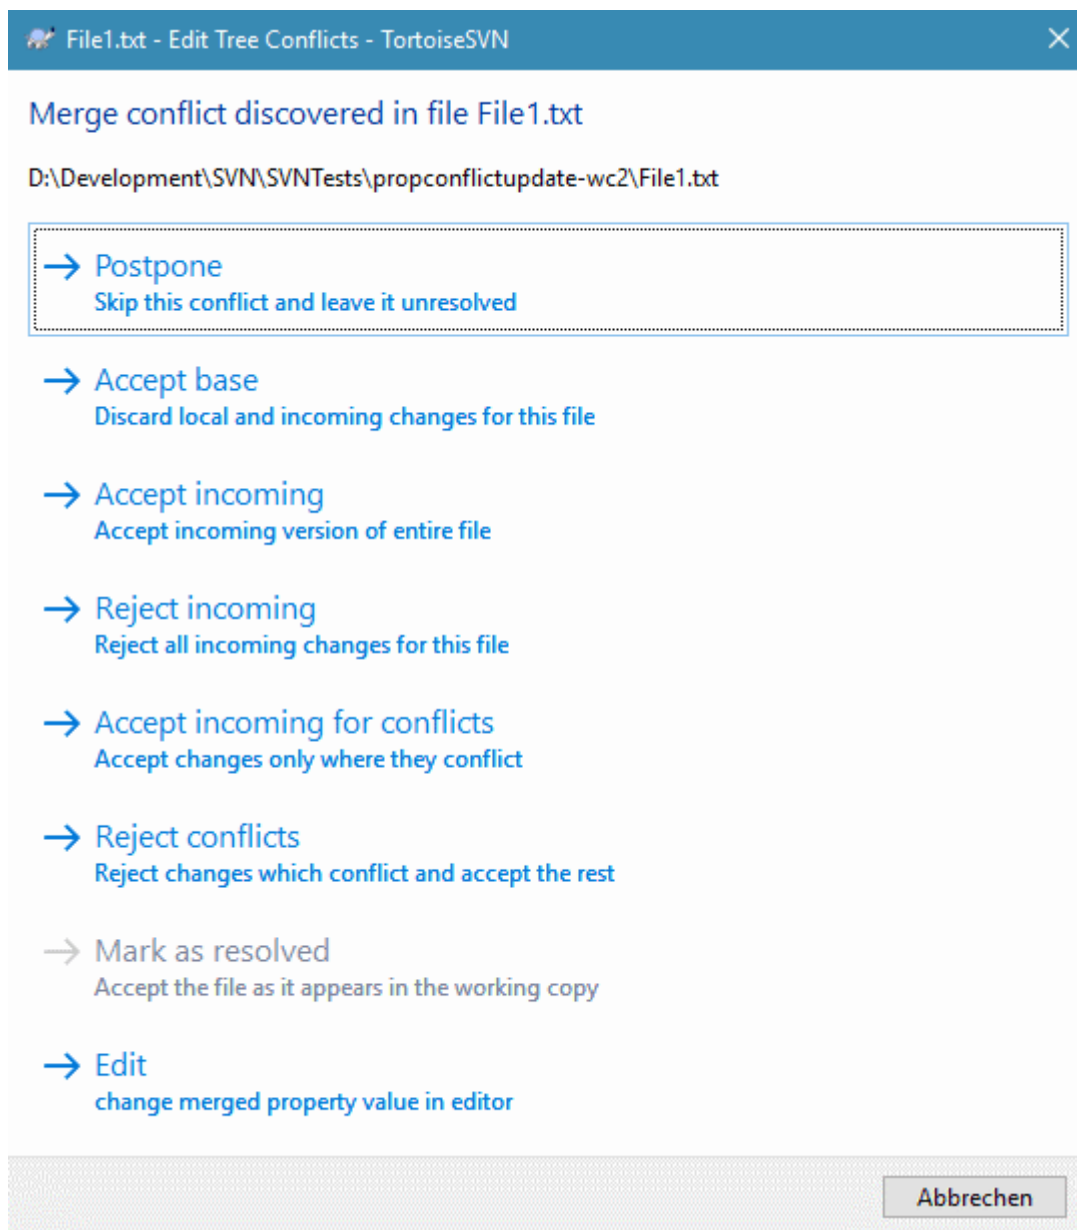 File1.txt - Edit Tree Conflicts - TortoiseSVN
Merge conflict discovered in file File1.txt
D:\Development\SVN\SVNTests\propconflictupdate-wc2\File1.txt
Postpone
Skip this conflict and leave it unresolved
Accept base
Discard local and incoming changes for this file
Accept incoming
Accept incoming version of entire file
Reject incoming
Reject all incoming changes for this file
Accept incoming for conflicts
Accept changes only where they conflict
Reject conflicts
Reject changes which conflict and accept the rest
Mark as resolved
Accept the file as it appears in the working copy
Edit
change merged property value in editor
Abbrechen